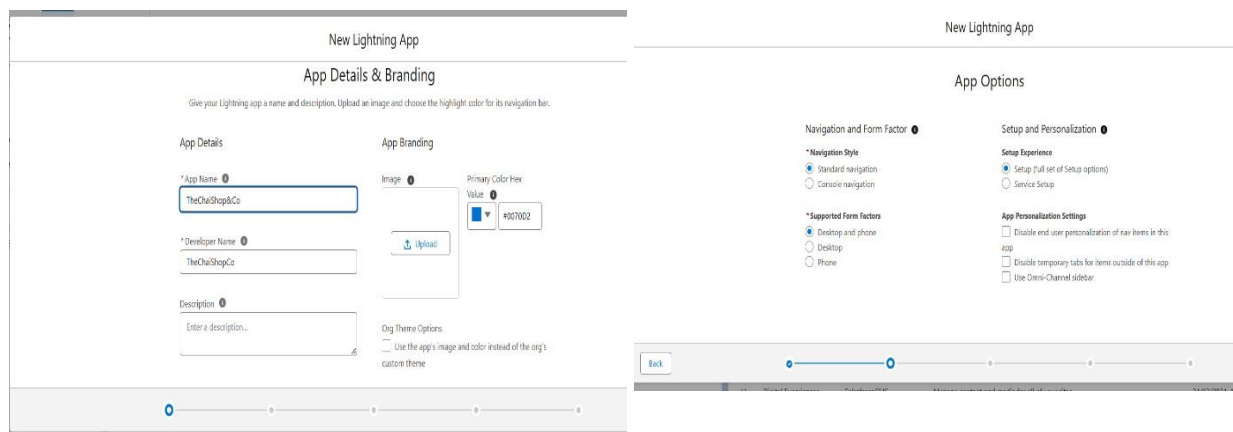 New Lightning App
App Details & Branding
Give your Lightning app a name and description. Upload an image and choose the highlight color for its navigation bar.
App Details
*App Name
TheChaiShop&Co
*Developer Name
TheChaiShopCo
Description
Enter a description...
App Branding
Image
Upload
Primary Color Hex
Value
#0070D2
Org Theme Options
Use the app's image and color instead of the org's
custom theme
New Lightning App
App Options
Navigation and Form Factor
*Navigation Style
Standard navigation
Console navigation
*Supported Form Factors
Desktop and phone
Desktop
Phone
Setup and Personalization
Setup Experience
Setup (full set of Setup options)
Service Setup
App Personalization Settings
Disable end user personalization of nav items in this
app
Disable temporary tabs for items outside of this app
Use Omni-Channel sidebar
Back